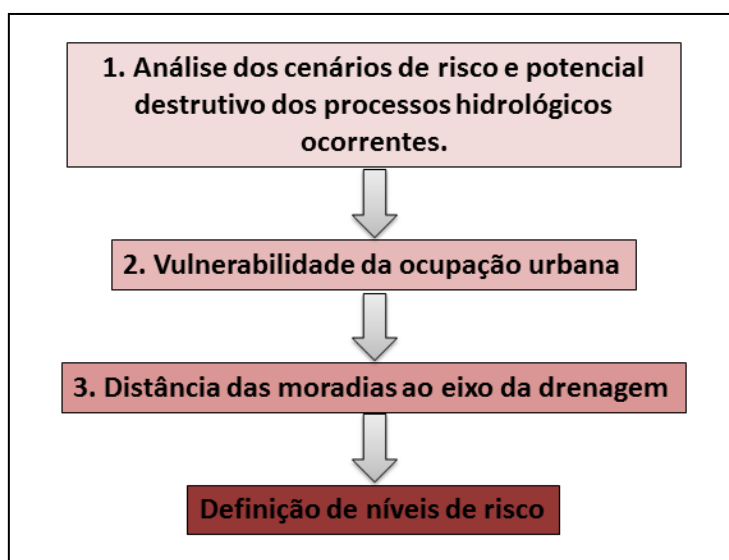 1. Análise dos cenários de risco e potencial
destrutivo dos processos hidrológicos
ocorrentes.
2. Vulnerabilidade da ocupação urbana
3. Distância das moradias ao eixo da drenagem
Definição de níveis de risco